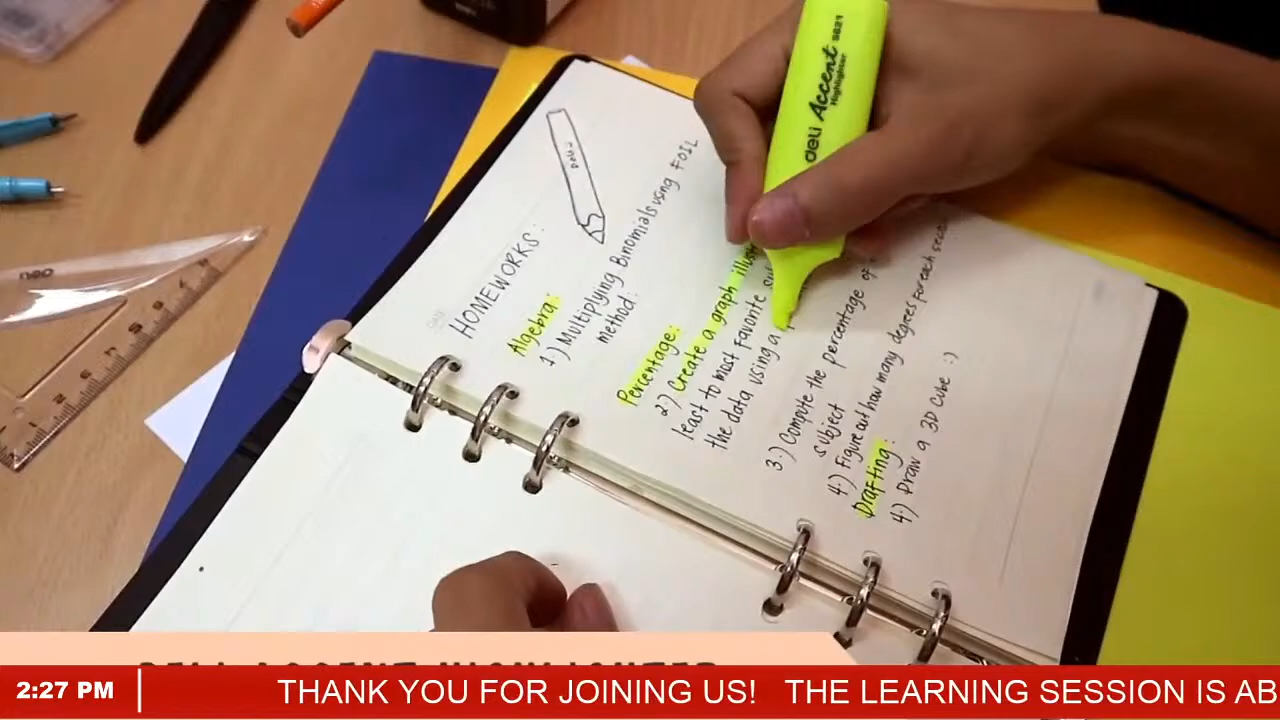 deli Accent S621
Highlighter
deli
HOMEWORKS:
Algebra:
1.) Multiplying Binomials using FOIL
method:
Percentage:
2.) Create a graph
least to most favorite
the data using a
3.) Compute the percentage of
subject
4.) Figure out how many degrees for each
Drafting:
4.) Draw a 3D Cube :)
2:27 PM
THANK YOU FOR JOINING US! THE LEARNING SESSION IS AB